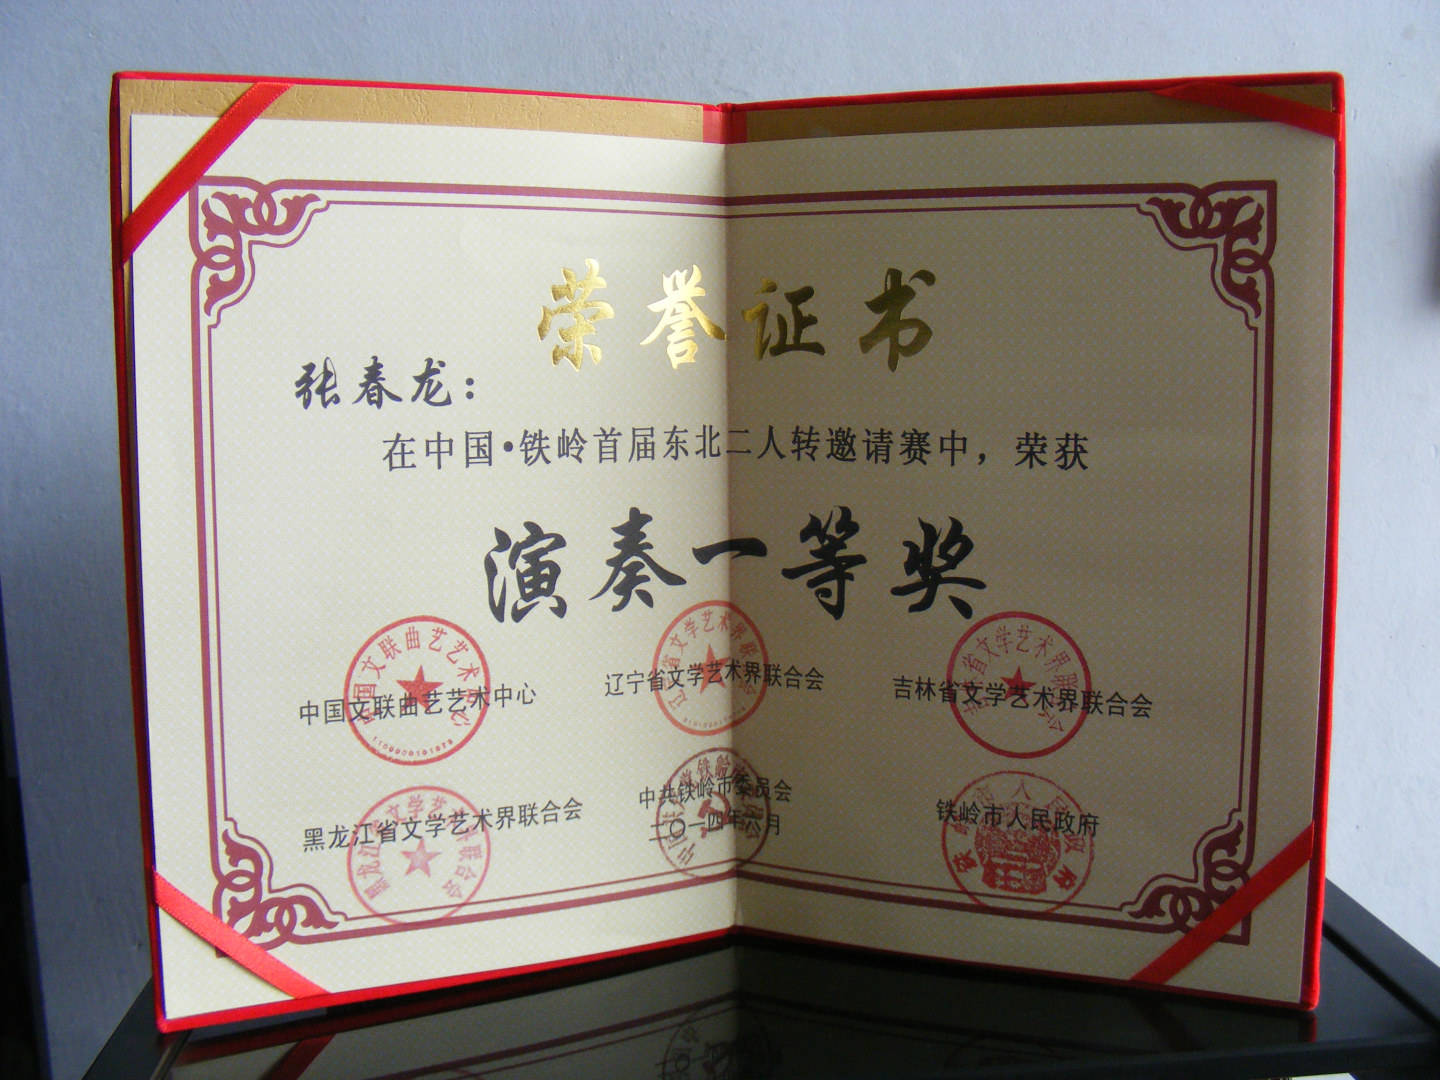 荣誉证书
张春龙：
在中国·铁岭首届东北二人转邀请赛中，荣获
演奏一等奖
中国文联曲艺艺术中心
辽宁省文学艺术界联合会
吉林省文学艺术界联合会
黑龙江省文学艺术界联合会
中共铁岭市委员会
铁岭市人民政府